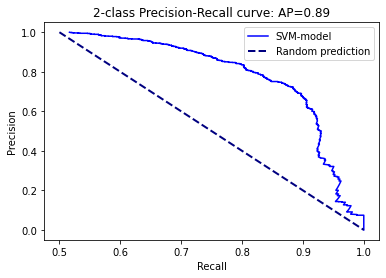 2-class Precision-Recall curve: AP=0.89
SVM-model
Random prediction
Precision
1.0
0.8
0.6
0.4
0.2
0.0
0.5 0.6 0.7 0.8 0.9 1.0
Recall